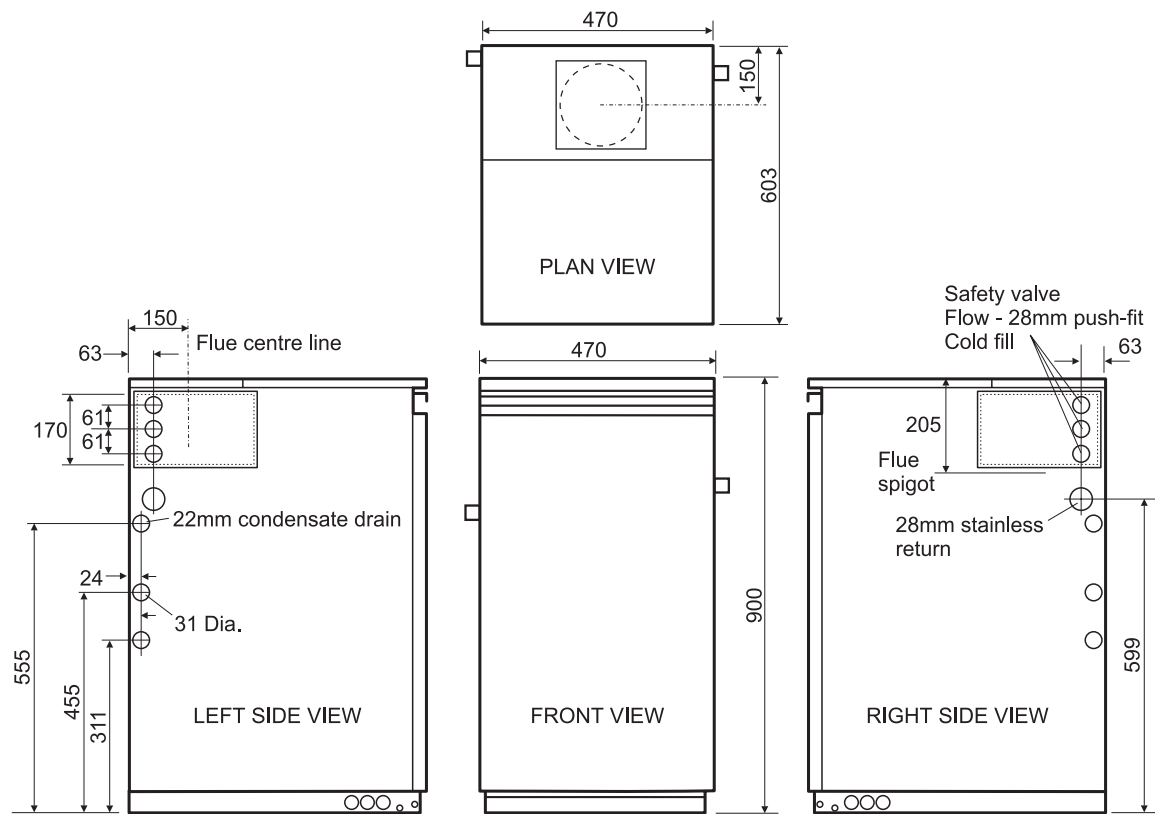 470
150
603
PLAN VIEW
150
Flue centre line
63
61
61
170
22mm condensate drain
24
31 Dia.
555
455
311
LEFT SIDE VIEW
470
900
FRONT VIEW
Safety valve
Flow - 28mm push-fit
Cold fill
63
205
Flue
spigot
28mm stainless
return
599
RIGHT SIDE VIEW